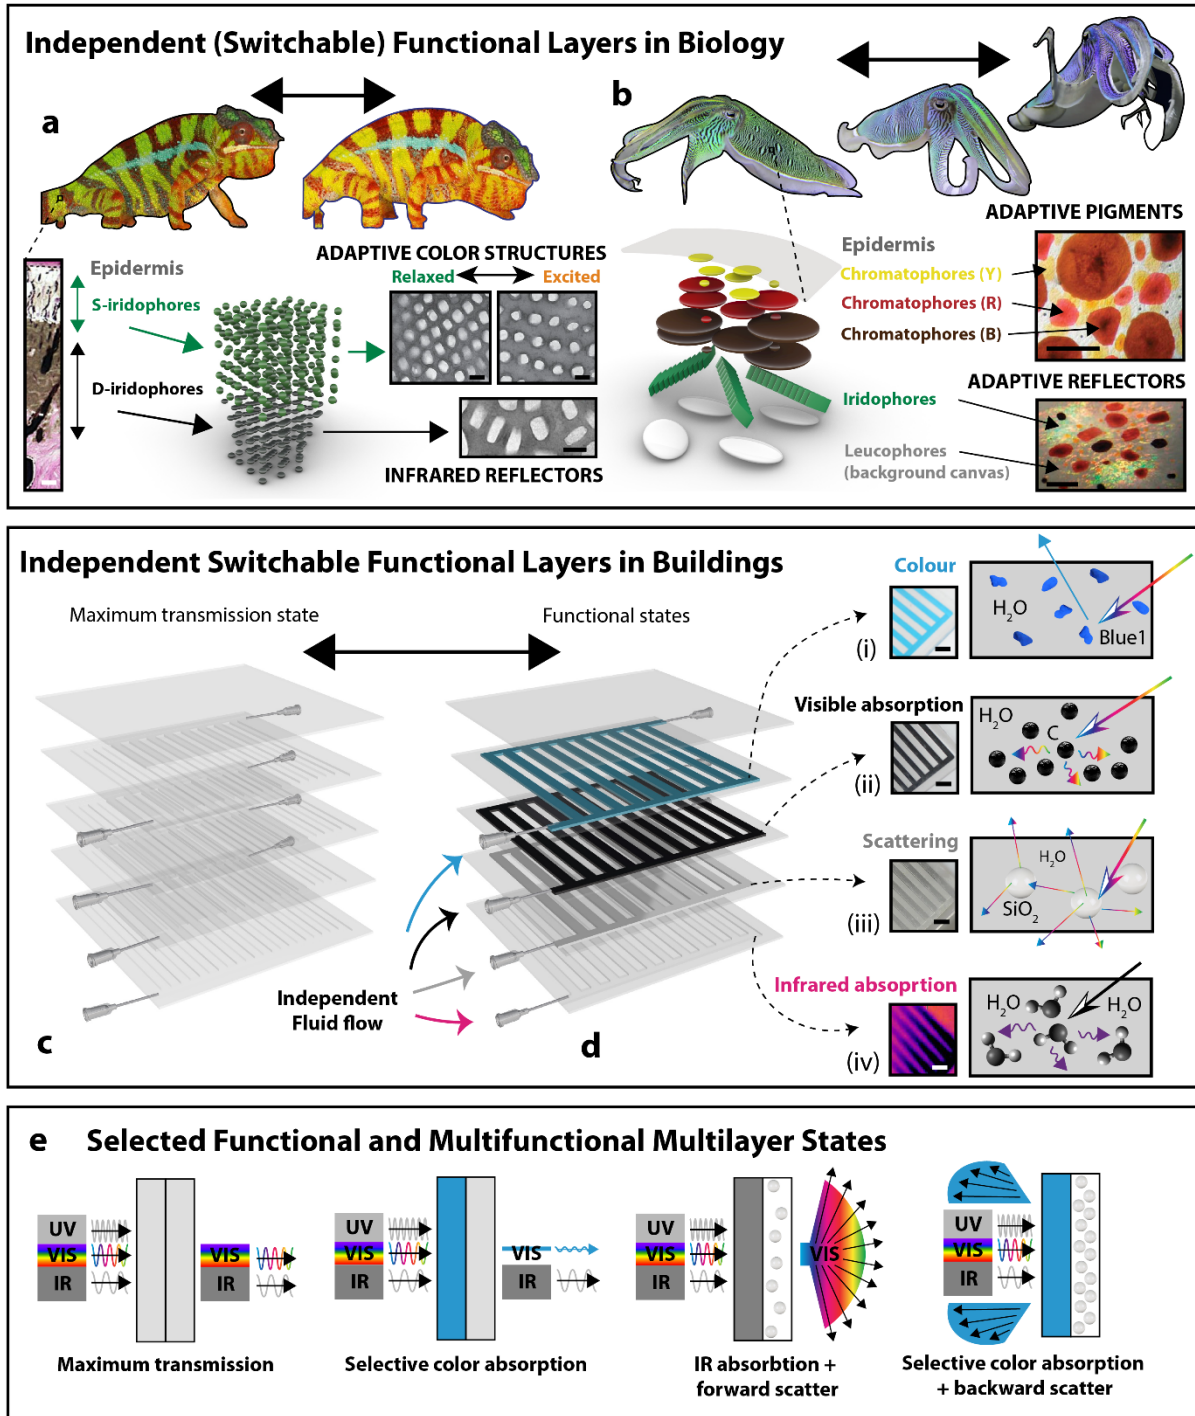 Independent (Switchable) Functional Layers in Biology
a
b
ADAPTIVE COLOR STRUCTURES
Relaxed
Excited
Epidermis
S-iridophores
D-iridophores
INFRARED REFLECTORS
ADAPTIVE PIGMENTS
Epidermis
Chromatophores (Y)
Chromatophores (R)
Chromatophores (B)
ADAPTIVE REFLECTORS
Iridophores
Leucophores
(background canvas)
Independent Switchable Functional Layers in Buildings
Maximum transmission state
Functional states
Colour
(i)
H2O
Blue1
Visible absorption
(ii)
H2O
C
Scattering
(iii)
H2O
SiO2
Infrared absoprtion
(iv)
H2O
H2O
Independent
Fluid flow
c
d
e
Selected Functional and Multifunctional Multilayer States
UV
VIS
IR
VIS
IR
Maximum transmission
UV
VIS
IR
VIS
IR
Selective color absorption
UV
VIS
IR
VIS
IR absorbtion +
forward scatter
UV
VIS
IR
Selective color absorption
+ backward scatter